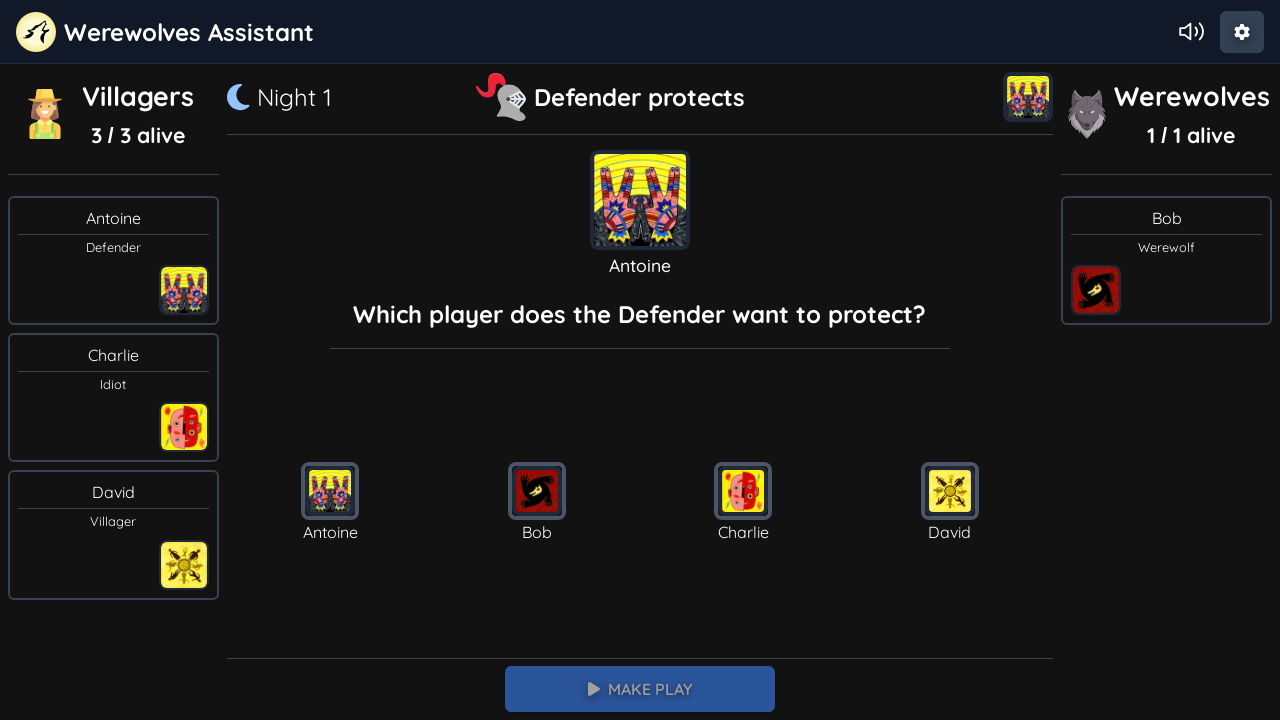 Werewolves Assistant
Villagers
3 / 3 alive
Night 1
Defender protects
Werewolves
1 / 1 alive
Antoine
Defender
Charlie
Idiot
David
Villager
Antoine
Which player does the Defender want to protect?
Antoine
Bob
Charlie
David
MAKE PLAY
Bob
Werewolf